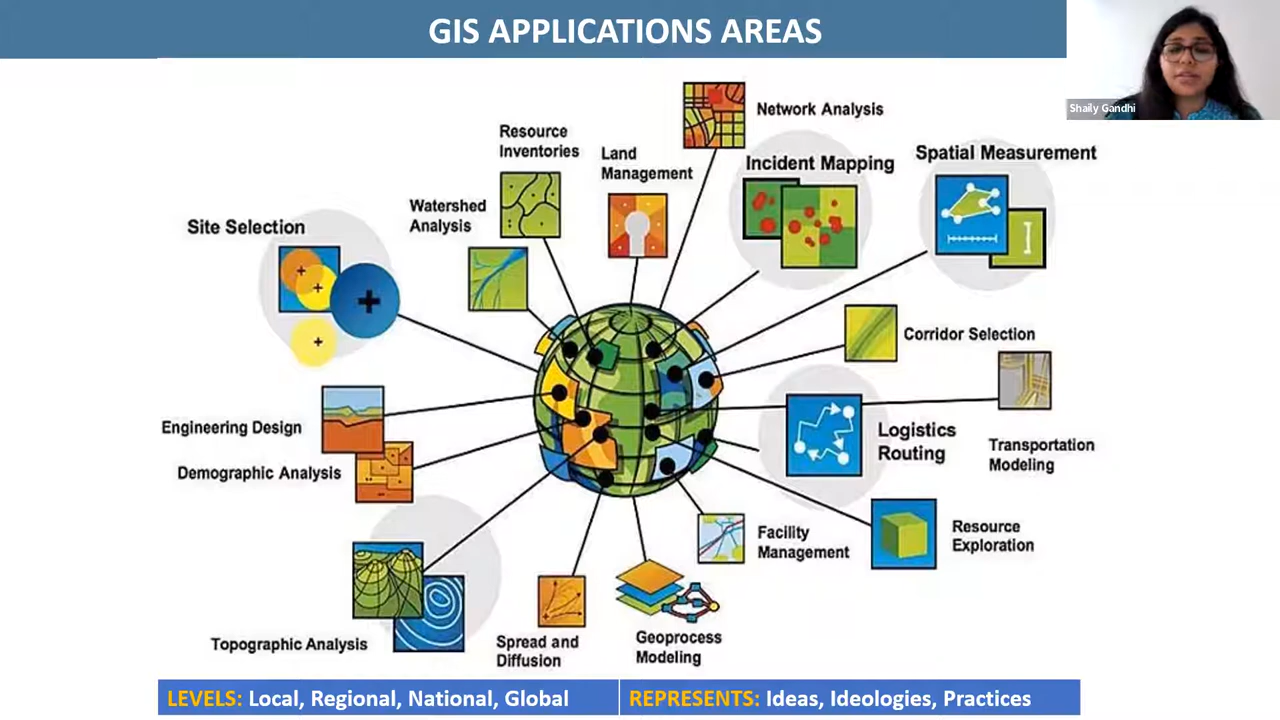 GIS APPLICATIONS AREAS
Shaily Gandhi
Network Analysis
Resource
Inventories
Land
Management
Incident Mapping
Spatial Measurement
Watershed
Analysis
Site Selection
Corridor Selection
Engineering Design
Logistics
Routing
Transportation
Modeling
Demographic Analysis
Facility
Management
Resource
Exploration
Topographic Analysis
Spread and
Diffusion
Geoprocess
Modeling
LEVELS: Local, Regional, National, Global
REPRESENTS: Ideas, Ideologies, Practices